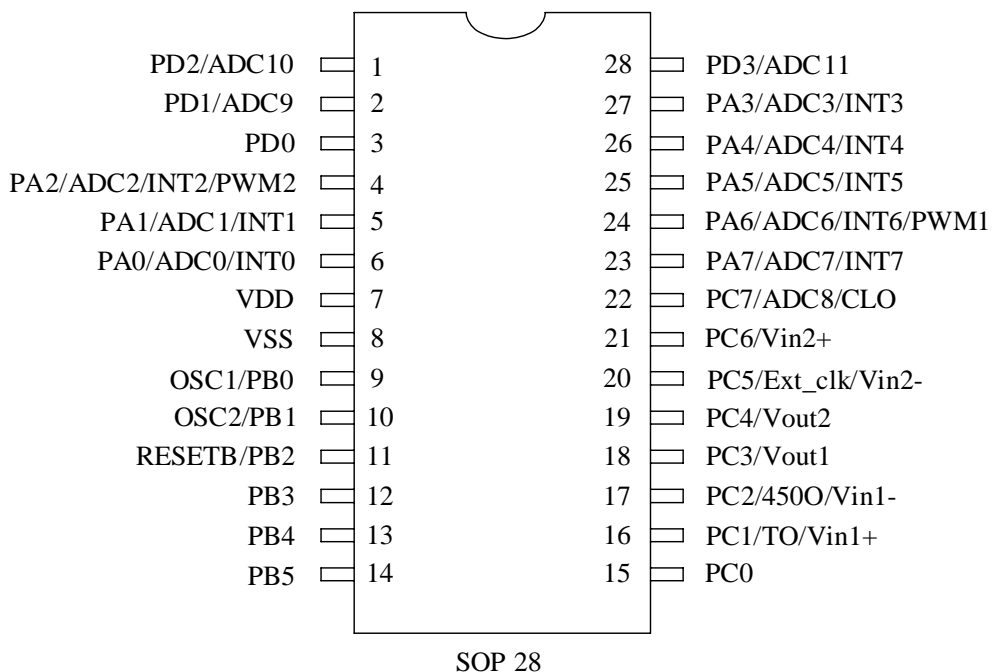 PD2/ADC10 1 28 PD3/ADC11
PD1/ADC9 2 27 PA3/ADC3/INT3
PD0 3 26 PA4/ADC4/INT4
PA2/ADC2/INT2/PWM2 4 25 PA5/ADC5/INT5
PA1/ADC1/INT1 5 24 PA6/ADC6/INT6/PWM1
PA0/ADC0/INT0 6 23 PA7/ADC7/INT7
VDD 7 22 PC7/ADC8/CLO
VSS 8 21 PC6/Vin2+
OSC1/PB0 9 20 PC5/Ext_clk/Vin2-
OSC2/PB1 10 19 PC4/Vout2
RESETB/PB2 11 18 PC3/Vout1
PB3 12 17 PC2/450O/Vin1-
PB4 13 16 PC1/TO/Vin1+
PB5 14 15 PC0
SOP 28